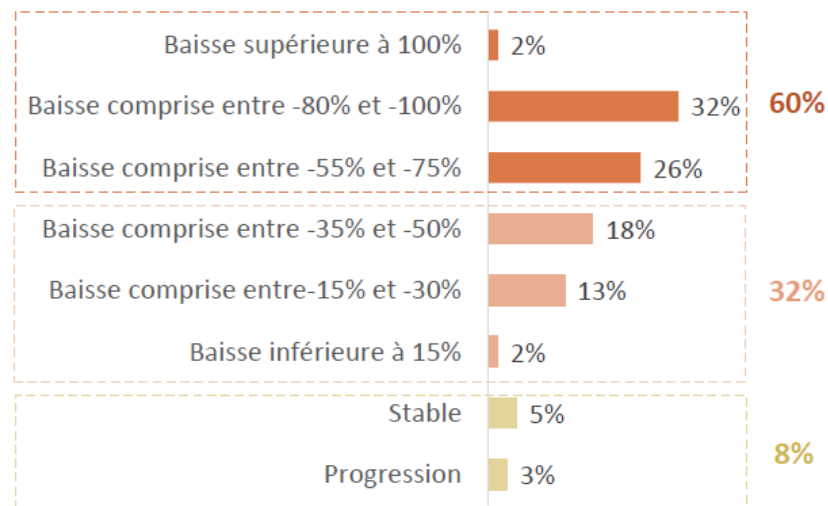 Baisse supérieure à 100% 2%
Baisse comprise entre -80% et -100% 32% 60%
Baisse comprise entre -55% et -75% 26%
Baisse comprise entre -35% et -50% 18%
Baisse comprise entre-15% et -30% 13% 32%
Baisse inférieure à 15% 2%
Stable 5%
8%
Progression 3%